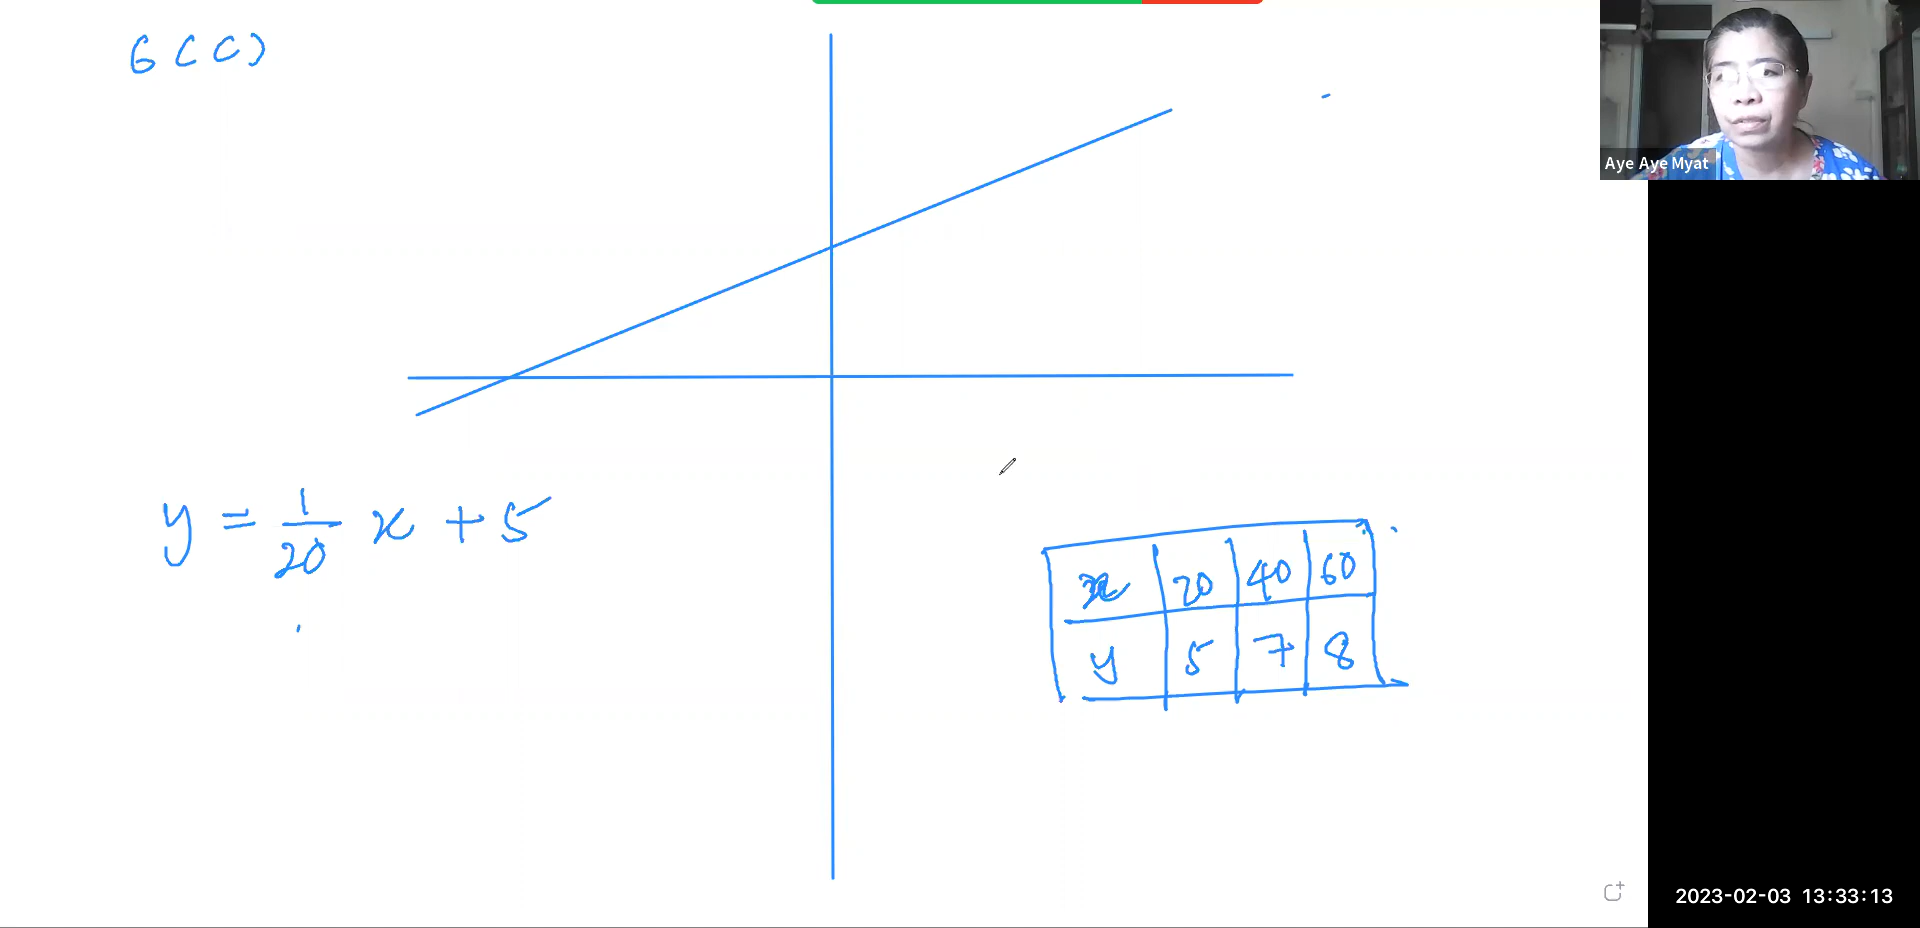 6 (c)
Aye Aye Myat
y = 1/20 x + 5
x 20 40 60
y 5 7 8
2023-02-03 13:33:13